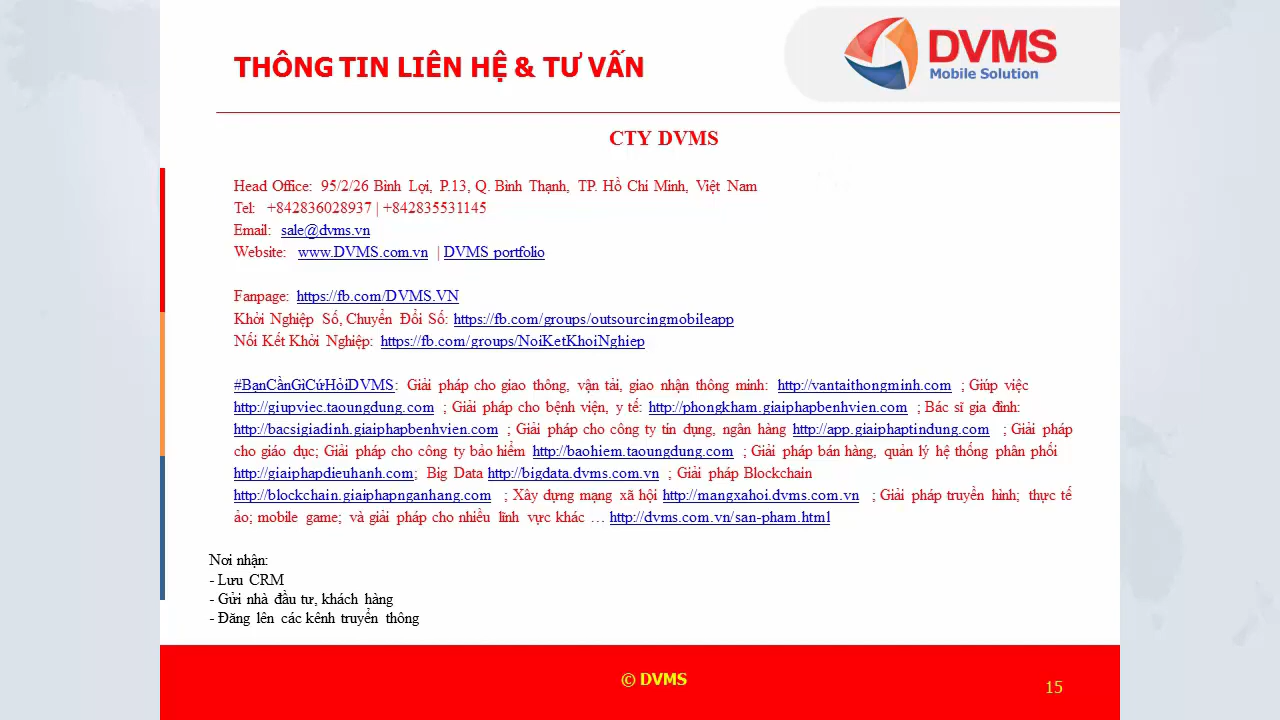 THÔNG TIN LIÊN HỆ & TƯ VẤN
DVMS
Mobile Solution
CTY DVMS
Head Office: 95/2/26 Bình Lợi, P.13, Q. Bình Thạnh, TP. Hồ Chí Minh, Việt Nam
Tel: +842836028937 | +842835531145
Email: sale@dvms.vn
Website: www.DVMS.com.vn | DVMS portfolio
Fanpage: https://fb.com/DVMS.VN
Khởi Nghiệp Số, Chuyển Đổi Số: https://fb.com/groups/outsourcingmobileapp
Nối Kết Khởi Nghiệp: https://fb.com/groups/NoiKetKhoiNghiep
#BạnCầnGìCứHỏiDVMS: Giải pháp cho giao thông, vận tải, giao nhận thông minh: http://vantaithongminh.com ; Giúp việc
http://giupviec.taoungdung.com ; Giải pháp cho bệnh viện, y tế: http://phongkham.giaiphapbenhvien.com ; Bác sĩ gia đình:
http://bacsigiadinh.giaiphapbenhvien.com ; Giải pháp cho công ty tín dụng, ngân hàng http://app.giaiphaptindung.com ; Giải pháp
cho giáo dục; Giải pháp cho công ty bảo hiểm http://baohiem.taoungdung.com ; Giải pháp bán hàng, quản lý hệ thống phân phối
http://giaiphapdieuhanh.com; Big Data http://bigdata.dvms.com.vn ; Giải pháp Blockchain
http://blockchain.giaiphapnganhang.com ; Xây dựng mạng xã hội http://mangxahoi.dvms.com.vn ; Giải pháp truyền hình; thực tế
ảo; mobile game; và giải pháp cho nhiều lĩnh vực khác … http://dvms.com.vn/san-pham.html
Nơi nhận:
- Lưu CRM
- Gửi nhà đầu tư, khách hàng
- Đăng lên các kênh truyền thông
© DVMS
15